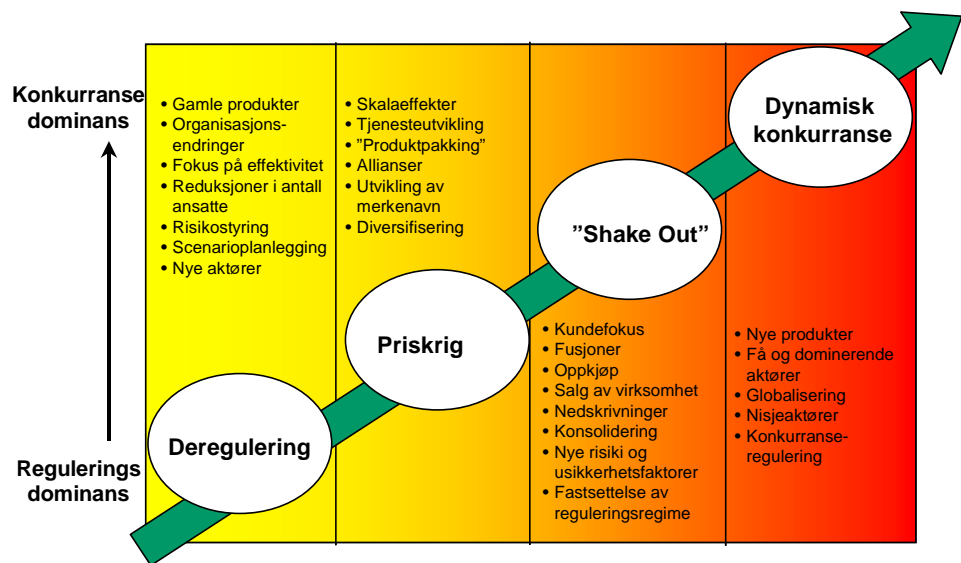 Konkurranse
dominans
Regulerings
dominans
• Gamle produkter
• Organisasjons-
endringer
• Fokus på effektivitet
• Reduksjoner i antall
ansatte
• Risikostyring
• Scenarioplanlegging
• Nye aktører
Deregulering
• Skalaeffekter
• Tjenesteutvikling
• ”Produktpakking”
• Allianser
• Utvikling av
merkenavn
• Diversifisering
Priskrig
”Shake Out”
• Kundefokus
• Fusjoner
• Oppkjøp
• Salg av virksomhet
• Nedskrivninger
• Konsolidering
• Nye risiki og
usikkerhetsfaktorer
• Fastsettelse av
reguleringsregime
Dynamisk
konkurranse
• Nye produkter
• Få og dominerende
aktører
• Globalisering
• Nisjeaktører
• Konkurranse-
regulering